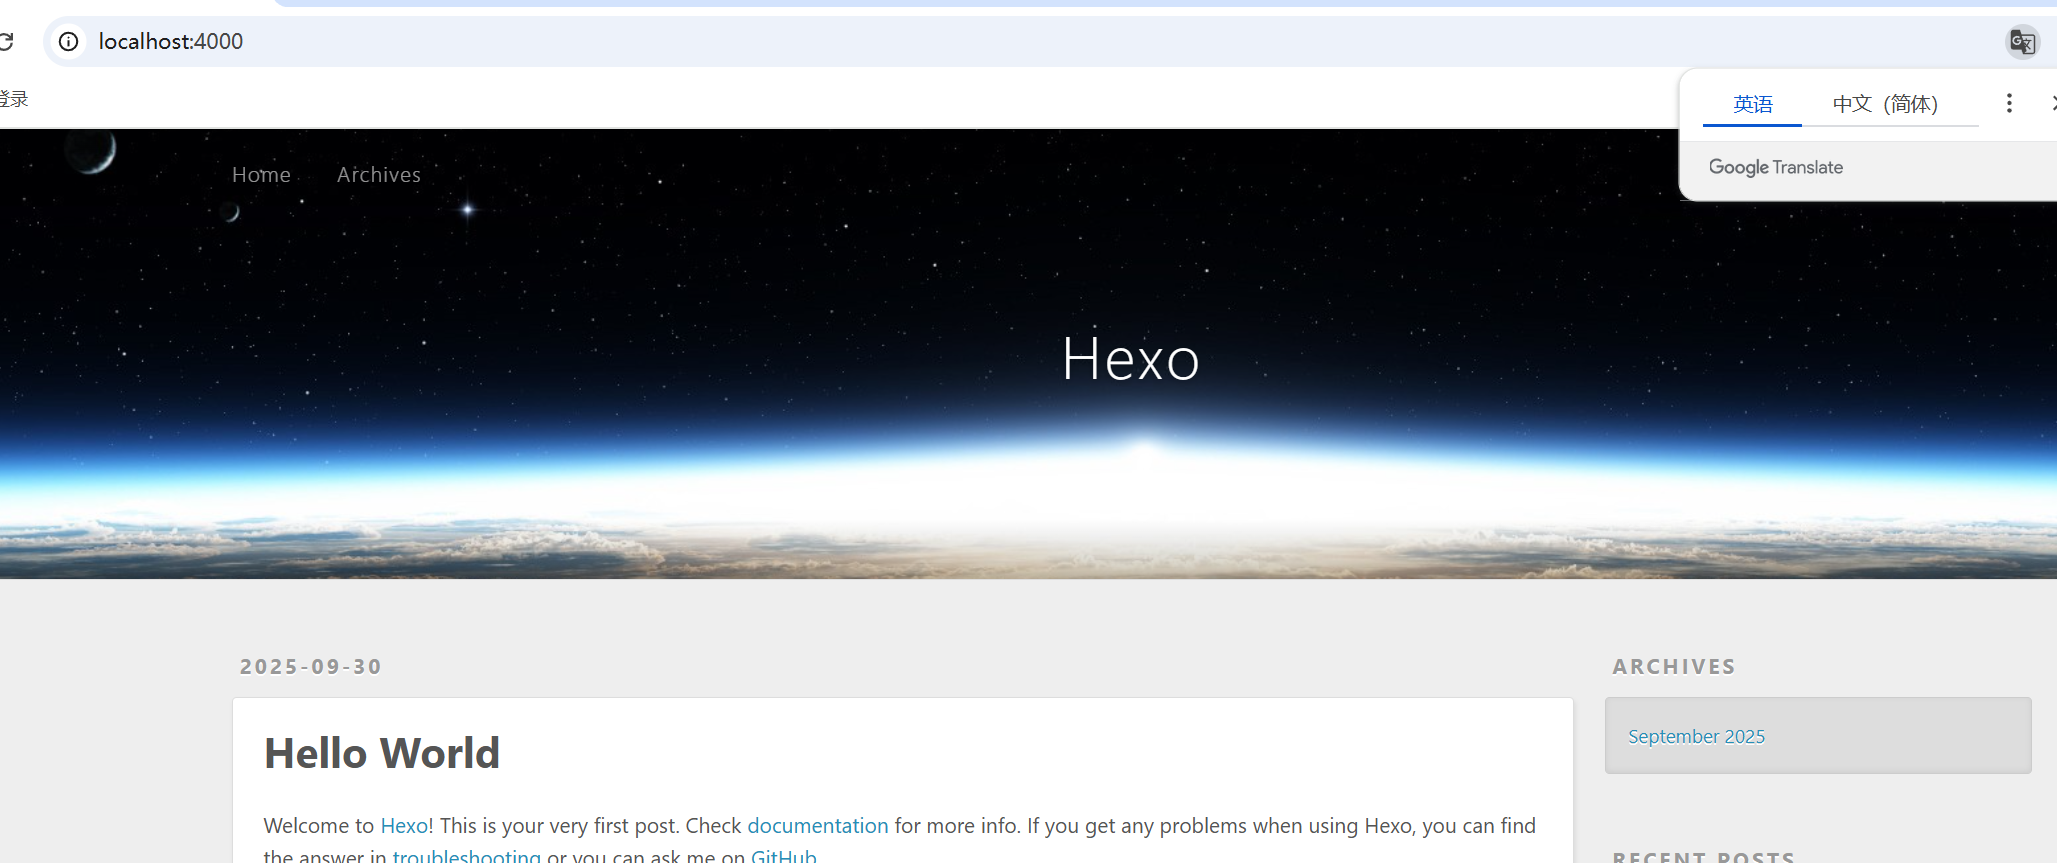 localhost:4000
登录
英语 中文（简体）
Google Translate
Home Archives
Hexo
2025-09-30
ARCHIVES
Hello World
September 2025
Welcome to Hexo! This is your very first post. Check documentation for more info. If you get any problems when using Hexo, you can find
the answer in troubleshooting or you can ask me on GitHub.
RECENT POSTS